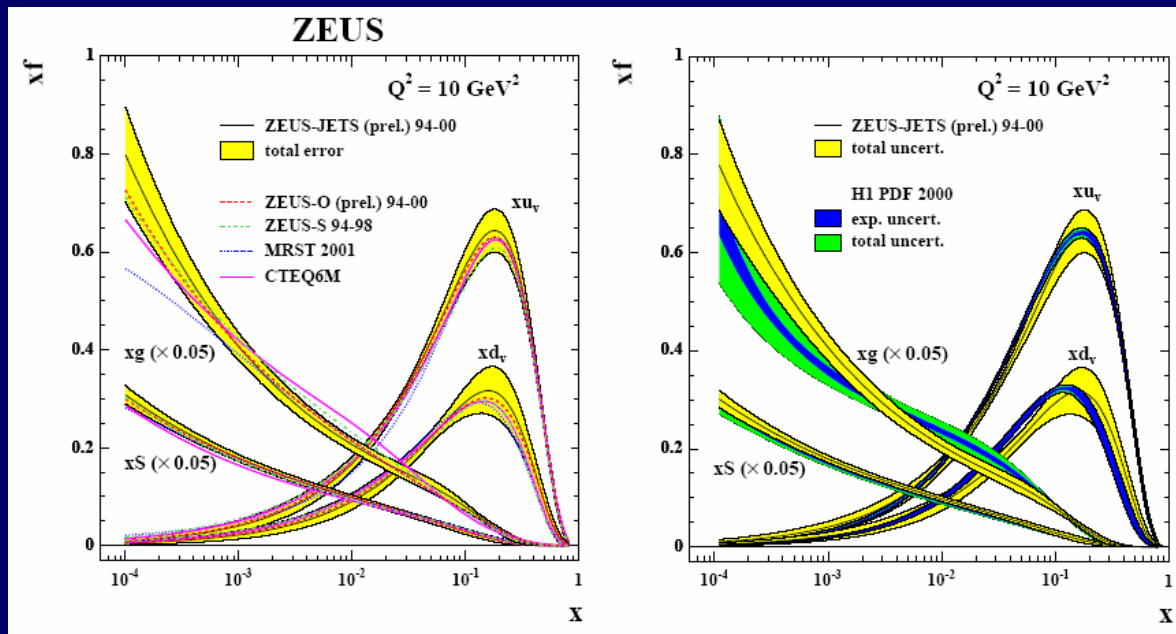 ZEUS
xf
1
0.8
0.6
0.4
0.2
0
Q² = 10 GeV²
ZEUS-JETS (prel.) 94-00
total error
ZEUS-O (prel.) 94-00
ZEUS-S 94-98
MRST 2001
CTEQ6M
xuᵥ
xdᵥ
xg (× 0.05)
xS (× 0.05)
10⁻⁴ 10⁻³ 10⁻² 10⁻¹ 1
x
xf
1
0.8
0.6
0.4
0.2
0
Q² = 10 GeV²
ZEUS-JETS (prel.) 94-00
total uncert.
H1 PDF 2000
exp. uncert.
total uncert.
xuᵥ
xg (× 0.05)
xdᵥ
xS (× 0.05)
10⁻⁴ 10⁻³ 10⁻² 10⁻¹ 1
x